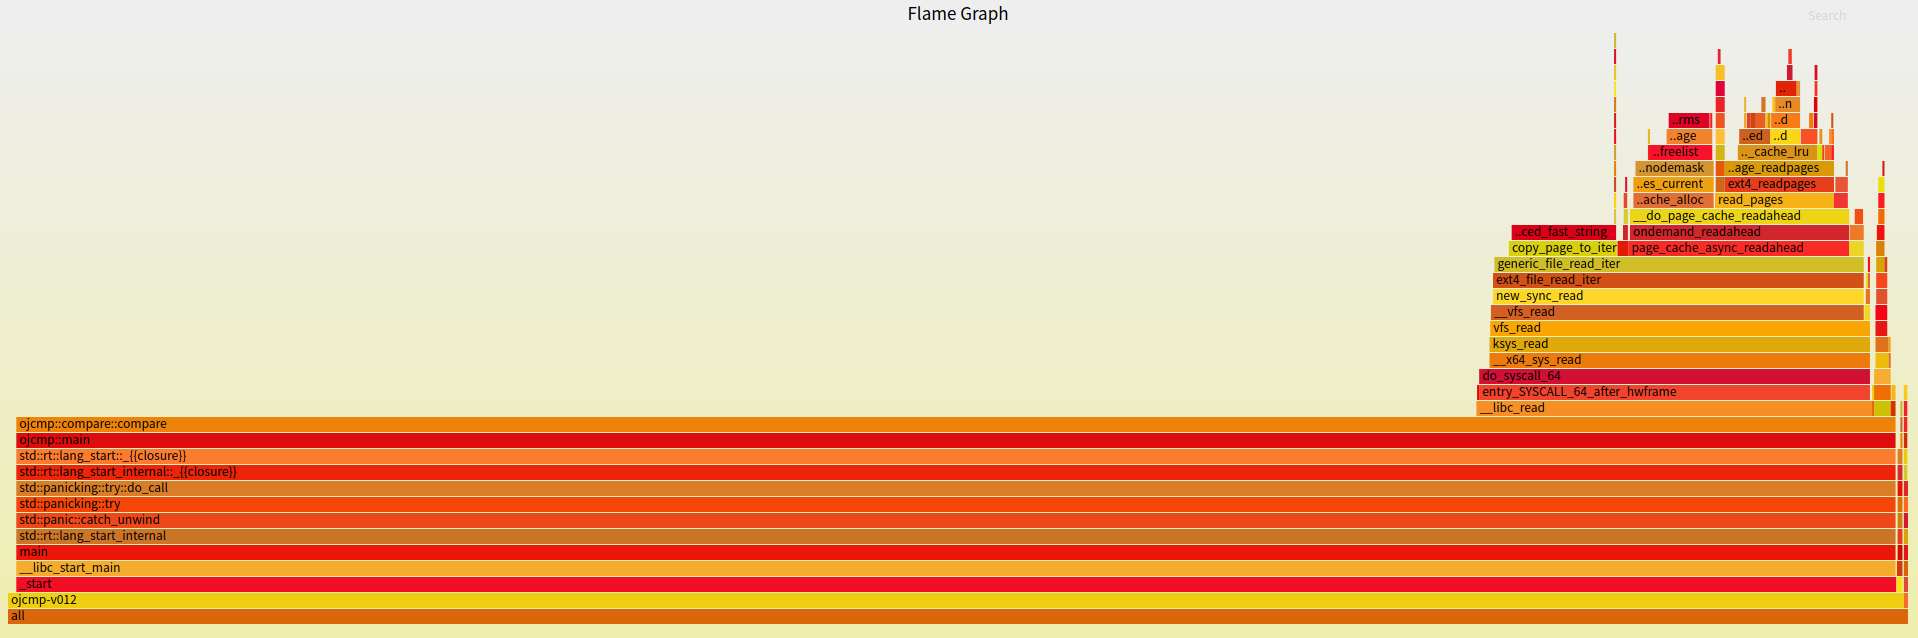 Flame Graph
Search
..
..n
..rms
..d
..age
..ed
..d
..freelist
.._cache_lru
..nodemask
..age_readpages
..es_current
ext4_readpages
..ache_alloc
read_pages
__do_page_cache_readahead
..ced_fast_string
ondemand_readahead
copy_page_to_iter
page_cache_async_readahead
generic_file_read_iter
ext4_file_read_iter
new_sync_read
__vfs_read
vfs_read
ksys_read
__x64_sys_read
do_syscall_64
entry_SYSCALL_64_after_hwframe
__libc_read
ojcmp::compare::compare
ojcmp::main
std::rt::lang_start::_{{closure}}
std::rt::lang_start_internal::_{{closure}}
std::panicking::try::do_call
std::panicking::try
std::panic::catch_unwind
std::rt::lang_start_internal
main
__libc_start_main
_start
ojcmp-v012
all